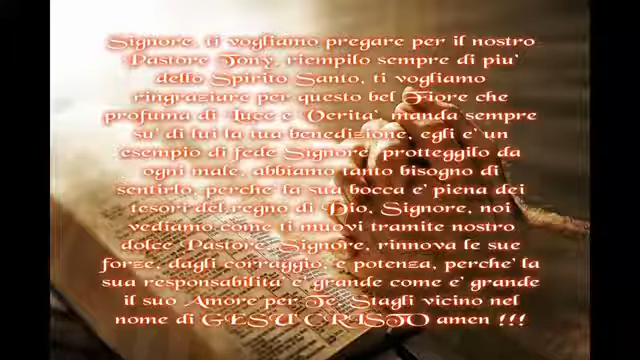 Signore, ti vogliamo pregare per il nostro
Pastore Tony, riempilo sempre di piu'
dello Spirito Santo, ti vogliamo
ringraziare per questo bel Fiore che
profuma di Luce e Verita', manda sempre
su' di lui la tua benedizione, egli e' un
esempio di fede Signore, proteggilo da
ogni male, abbiamo tanto bisogno di
sentirlo, perche' la sua bocca e' piena dei
tesori del regno di Dio, Signore, noi
vediamo come ti muovi tramite nostro
dolce Pastore, Signore, rinnova le sue
forze, dagli corraggio, e potenza, perche' la
sua responsabilita' e' grande come e' grande
il suo Amore per Te, Stagli vicino nel
nome di GESU' CRISTO amen !!!